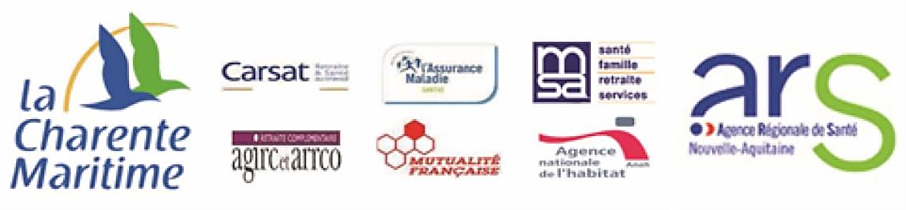 la
Charente
Maritime
Carsat
Retraite
& Santé
au travail
l'Assurance
Maladie
msa
santé
famille
retraite
services
RETRAITE COMPLÉMENTAIRE
agirc et arrco
MUTUALITÉ
FRANÇAISE
Agence
nationale
de l'habitat
Anah
ars
Agence Régionale de Santé
Nouvelle-Aquitaine